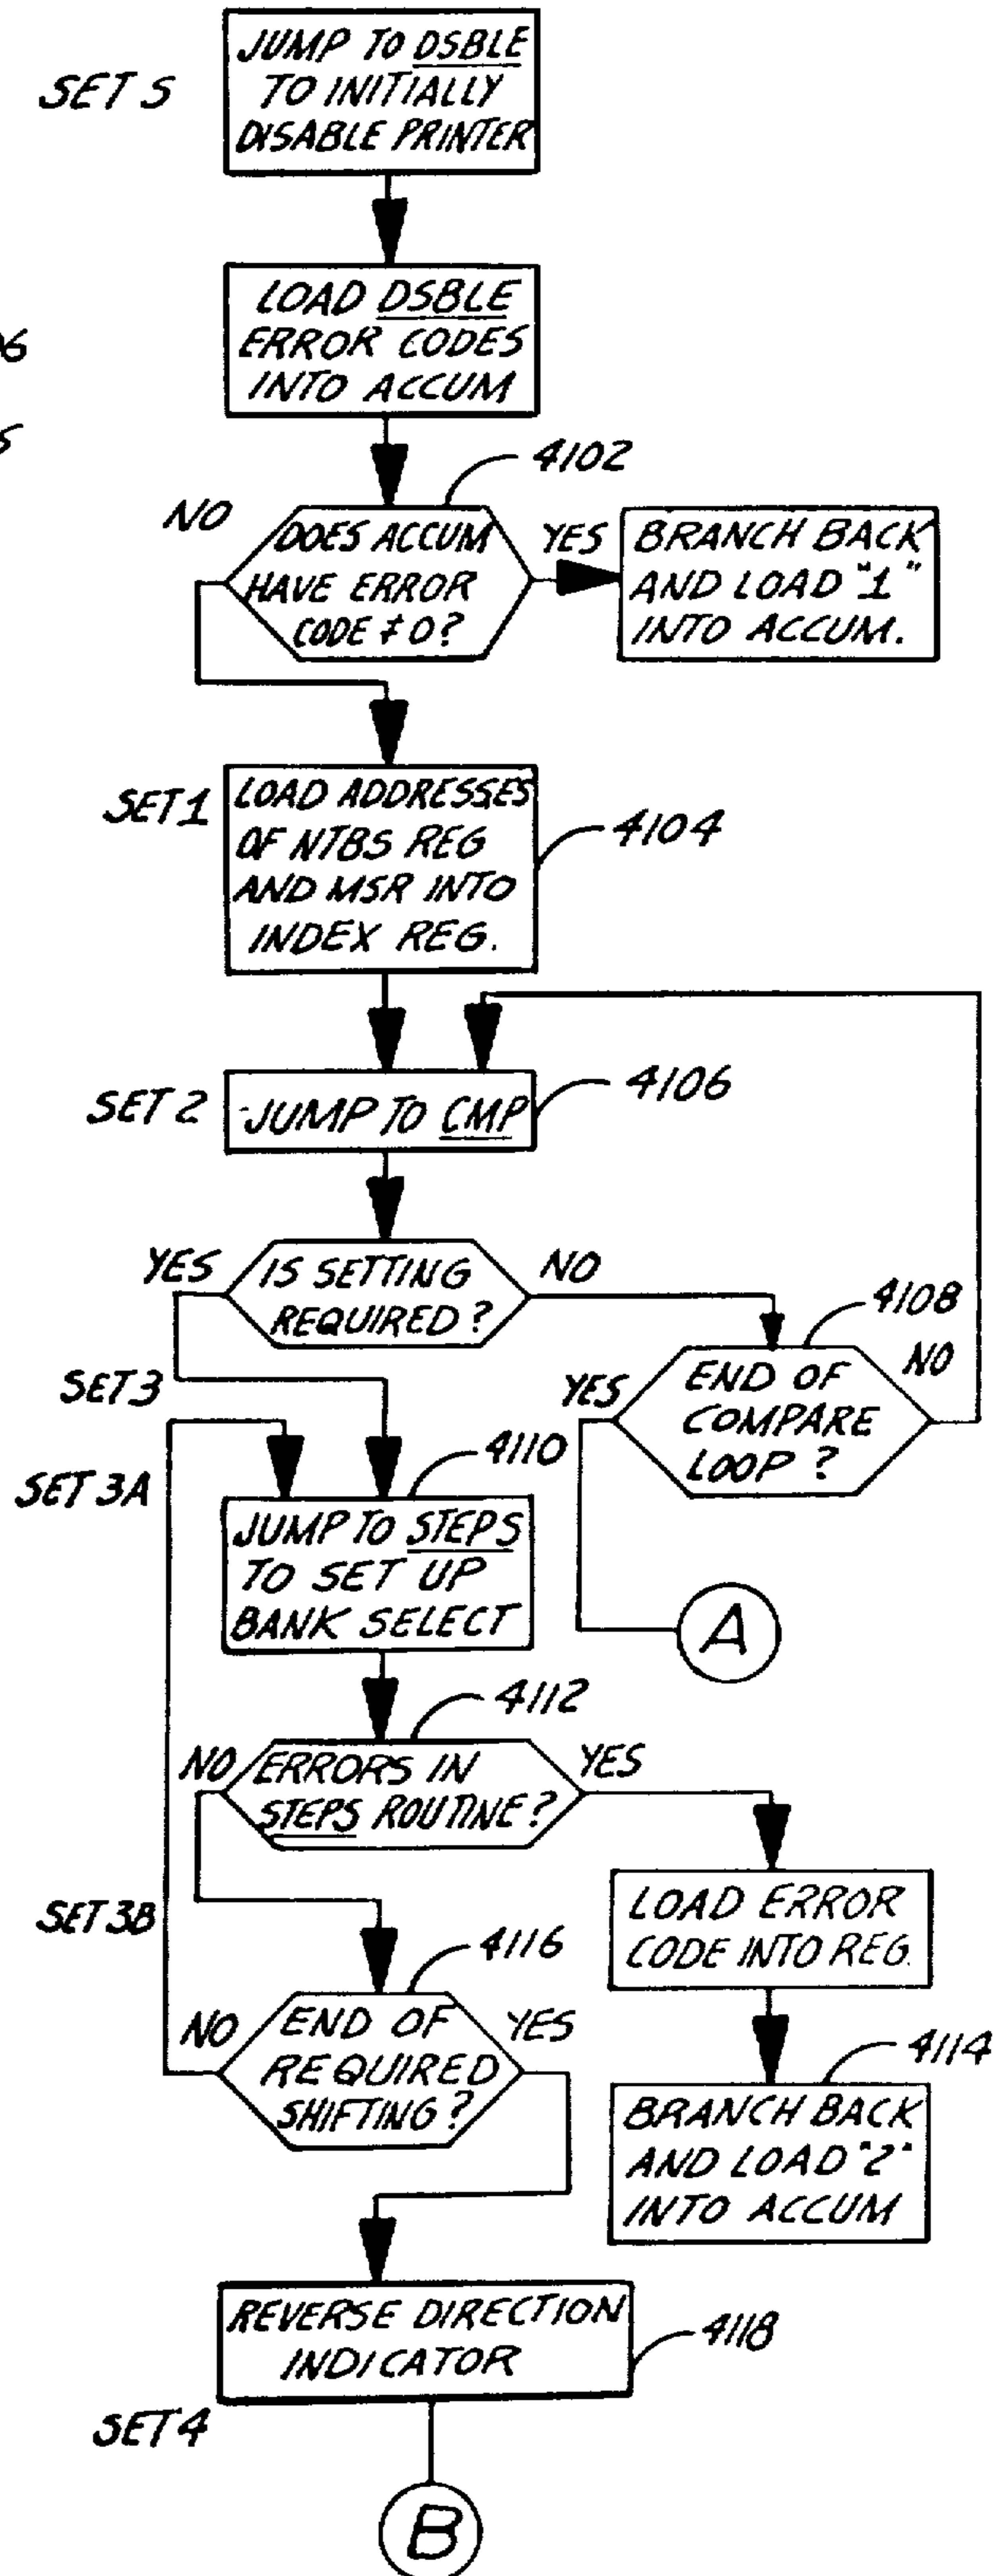 SET S
JUMP TO DSBLE
TO INITIALLY
DISABLE PRINTER
LOAD DSBLE
ERROR CODES
INTO ACCUM
06
5
4102
NO
DOES ACCUM
HAVE ERROR
CODE ≠ 0?
YES
BRANCH BACK
AND LOAD "1"
INTO ACCUM.
SET 1
LOAD ADDRESSES
OF NTBS REG
AND MSR INTO
INDEX REG.
4104
SET 2
JUMP TO CMP
4106
YES
IS SETTING
REQUIRED?
NO
4108
YES
END OF
COMPARE
LOOP?
NO
SET 3
SET 3A
4110
JUMP TO STEPS
TO SET UP
BANK SELECT
A
4112
NO
ERRORS IN
STEPS ROUTINE?
YES
LOAD ERROR
CODE INTO REG.
SET 3B
4116
NO
END OF
REQUIRED
SHIFTING?
YES
4114
BRANCH BACK
AND LOAD "2"
INTO ACCUM
REVERSE DIRECTION
INDICATOR
4118
SET 4
B